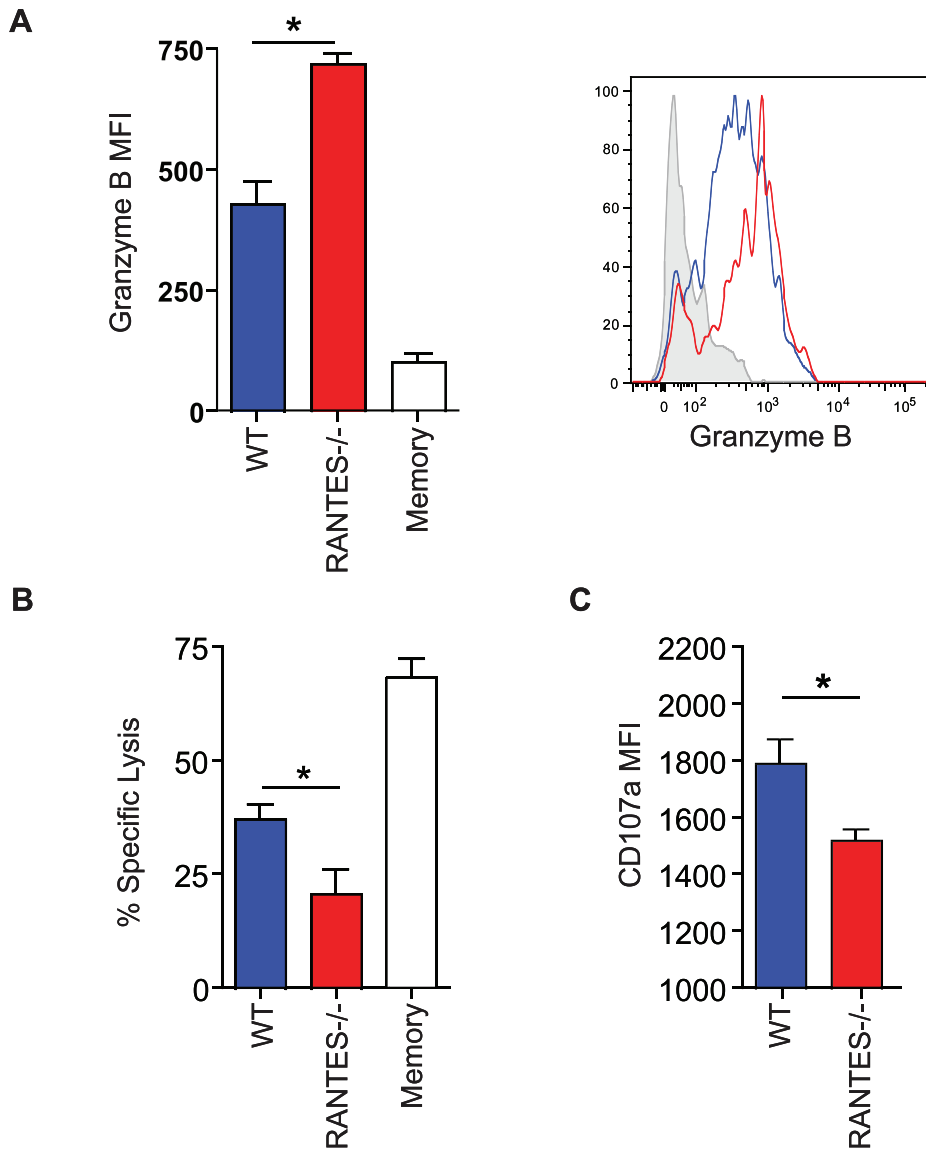 A
*
750
500
250
0
Granzyme B MFI
WT
RANTES-/-
Memory
100
80
60
40
20
0
0 10² 10³ 10⁴ 10⁵
Granzyme B
B
75
50
25
0
% Specific Lysis
*
WT
RANTES-/-
Memory
C
2200
2000
1800
1600
1400
1200
1000
CD107a MFI
*
WT
RANTES-/-